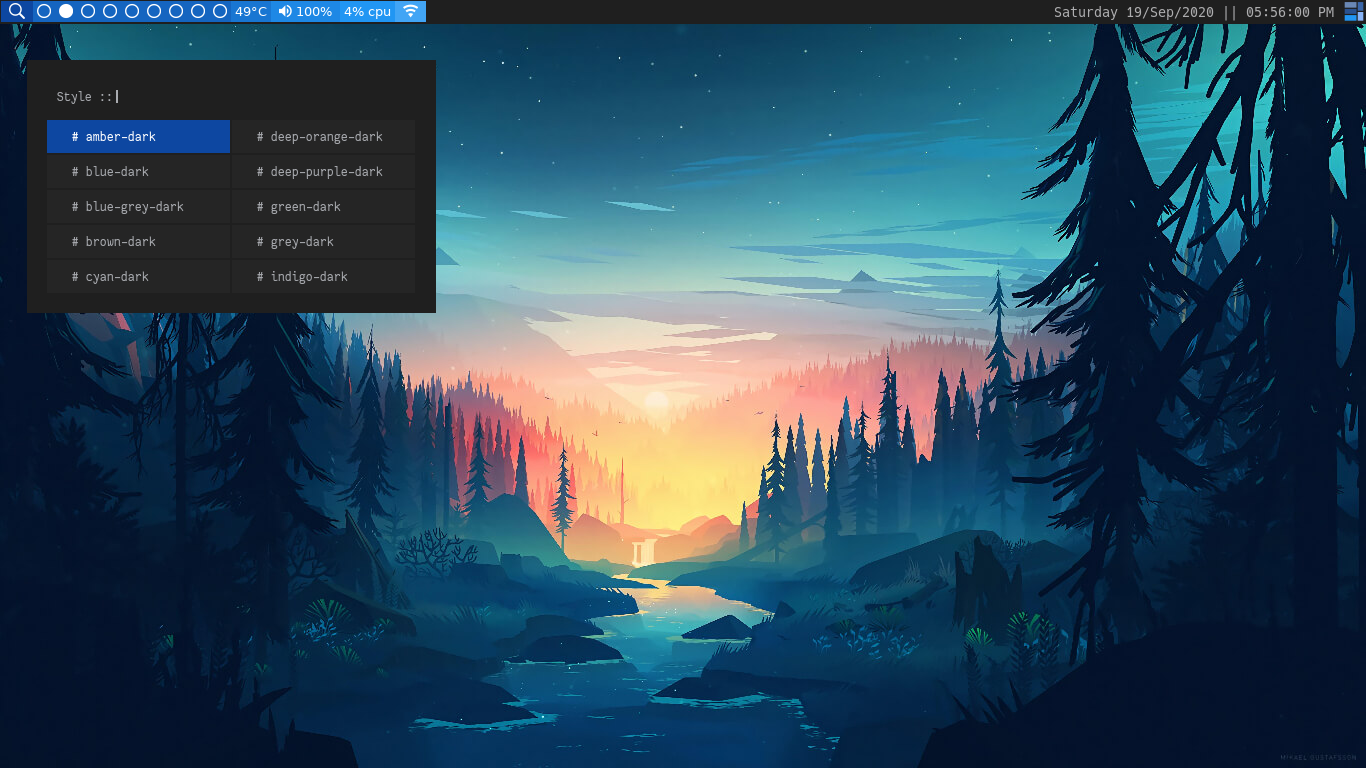 49°C 100% 4% cpu Saturday 19/Sep/2020 || 05:56:00 PM
Style ::
# amber-dark # deep-orange-dark
# blue-dark # deep-purple-dark
# blue-grey-dark # green-dark
# brown-dark # grey-dark
# cyan-dark # indigo-dark
MIKAEL GUSTAFSSON